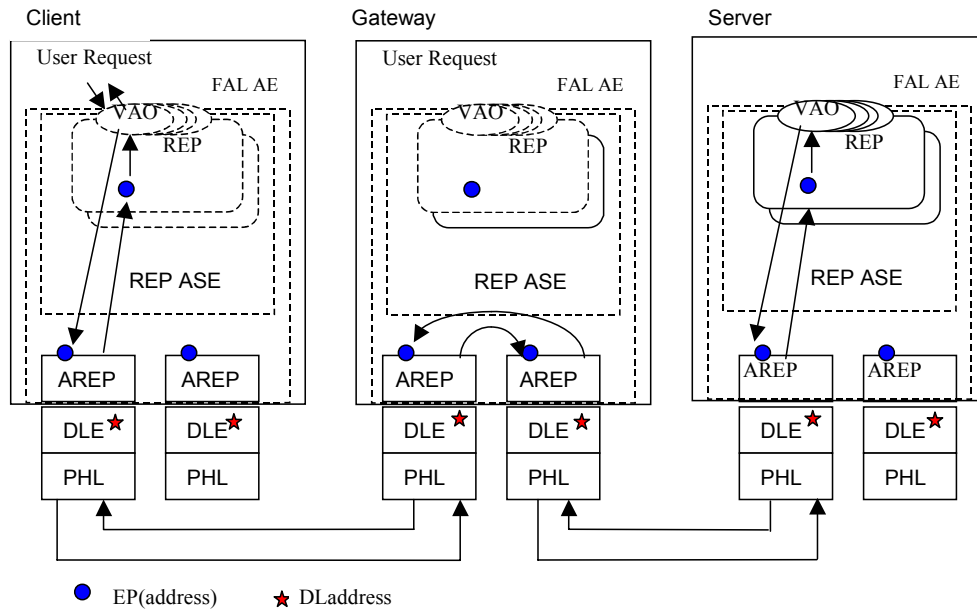 Client
Gateway
Server
User Request
FAL AE
VAO
REP
REP ASE
AREP
AREP
DLE
DLE
PHL
PHL
User Request
FAL AE
VAO
REP
REP ASE
AREP
AREP
DLE
DLE
PHL
PHL
FAL AE
VAO
REP
REP ASE
AREP
AREP
DLE
DLE
PHL
PHL
EP(address)
DLaddress